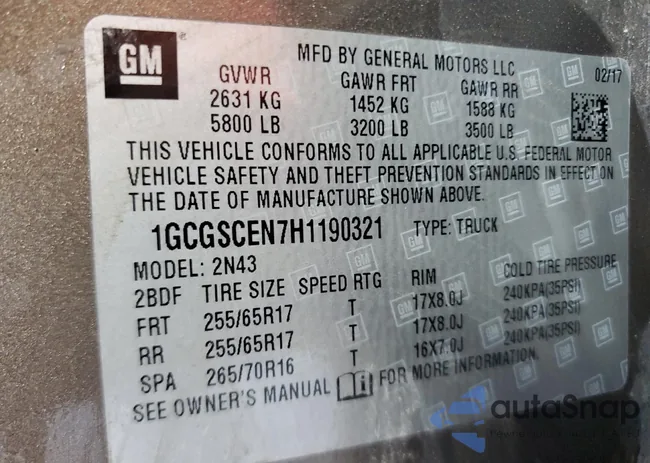 GM
MFD BY GENERAL MOTORS LLC
02/17
GVWR GAWR FRT GAWR RR
2631 KG 1452 KG 1588 KG
5800 LB 3200 LB 3500 LB
THIS VEHICLE CONFORMS TO ALL APPLICABLE U.S. FEDERAL MOTOR
VEHICLE SAFETY AND THEFT PREVENTION STANDARDS IN EFFECT ON
THE DATE OF MANUFACTURE SHOWN ABOVE.
1GCGSCEN7H1190321 TYPE: TRUCK
MODEL: 2N43
2BDF TIRE SIZE SPEED RTG RIM COLD TIRE PRESSURE
FRT 255/65R17 T 17X8.0J 240KPA(35PSI)
RR 255/65R17 T 17X8.0J 240KPA(35PSI)
SPA 265/70R16 T 16X7.0J 240KPA(35PSI)
SEE OWNER'S MANUAL FOR MORE INFORMATION.
autoSnap